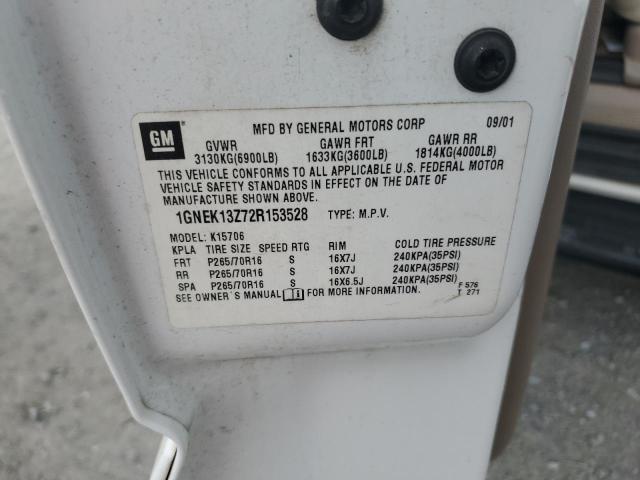 MFD BY GENERAL MOTORS CORP 09/01
GM GVWR GAWR FRT GAWR RR
3130KG(6900LB) 1633KG(3600LB) 1814KG(4000LB)
THIS VEHICLE CONFORMS TO ALL APPLICABLE U.S. FEDERAL MOTOR
VEHICLE SAFETY STANDARDS IN EFFECT ON THE DATE OF
MANUFACTURE SHOWN ABOVE.
1GNEK13Z72R153528 TYPE: M.P.V.
MODEL: K15706
KPLA TIRE SIZE SPEED RTG RIM COLD TIRE PRESSURE
FRT P265/70R16 S 16X7J 240KPA(35PSI)
RR P265/70R16 S 16X7J 240KPA(35PSI)
SPA P265/70R16 S 16X6.5J 240KPA(35PSI)
SEE OWNER'S MANUAL FOR MORE INFORMATION.
F 576
T 271